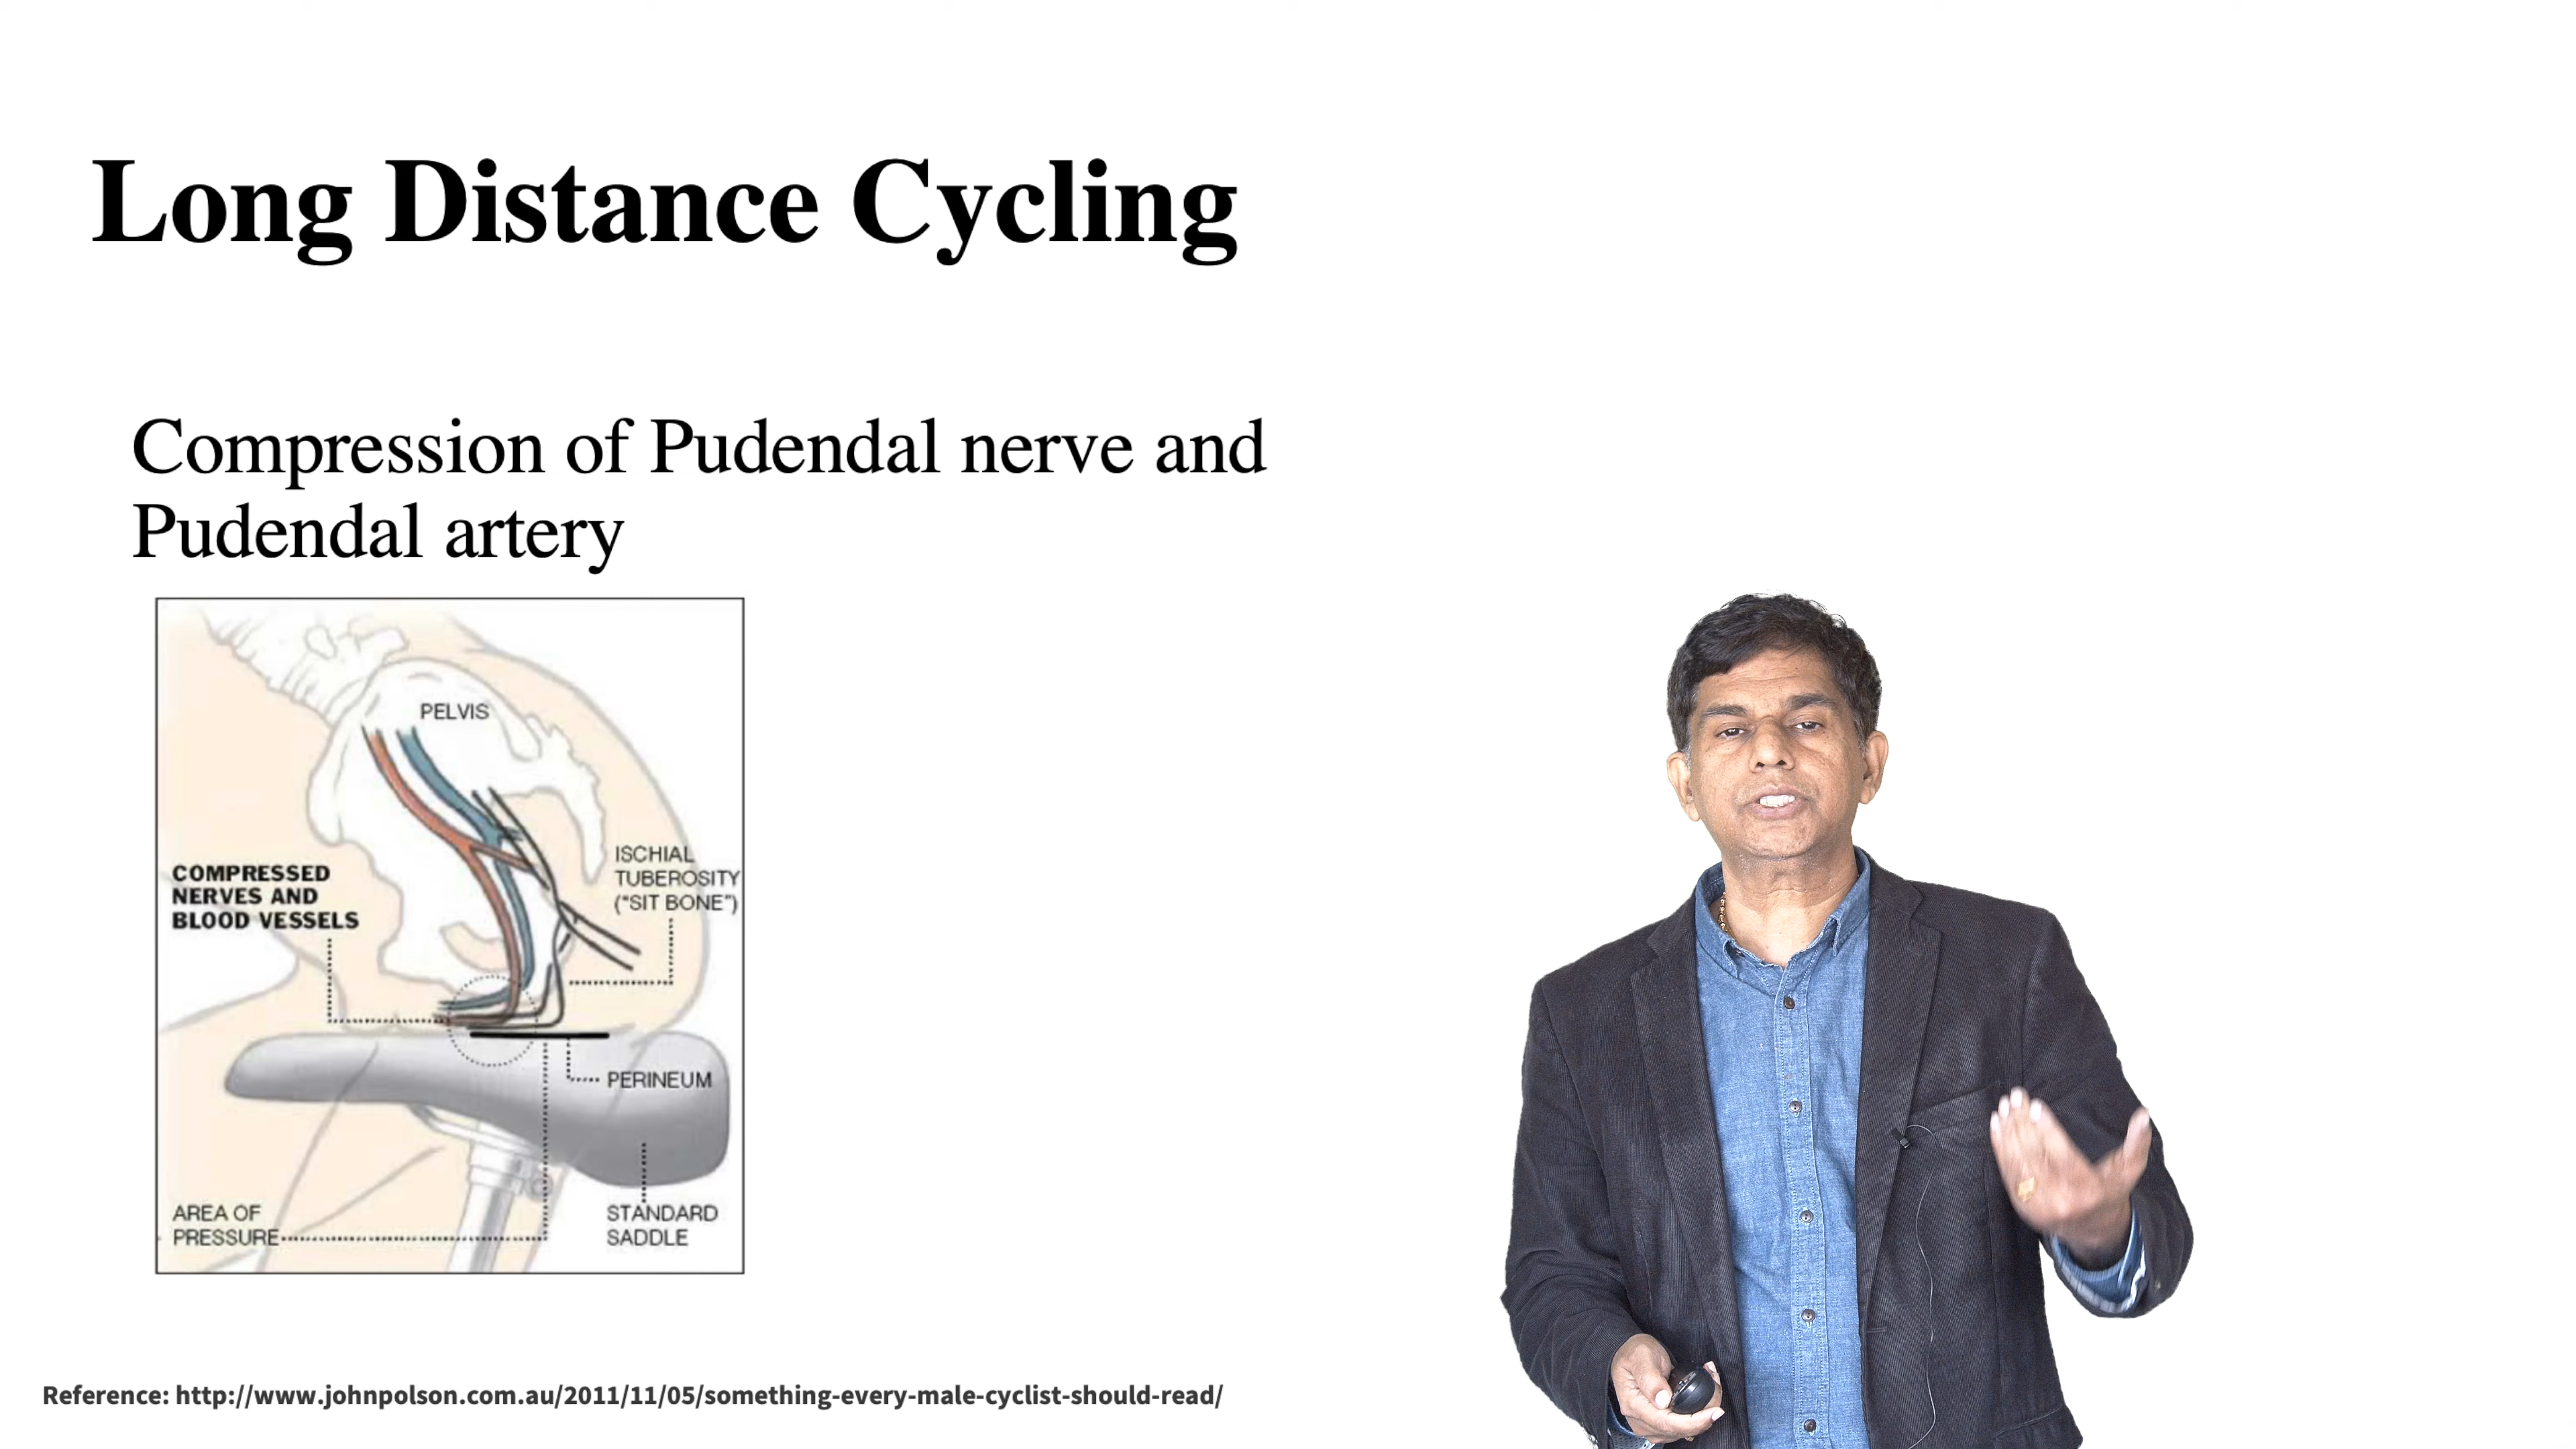 Long Distance Cycling
Compression of Pudendal nerve and
Pudendal artery
PELVIS
ISCHIAL
TUBEROSITY
("SIT BONE")
COMPRESSED
NERVES AND
BLOOD VESSELS
PERINEUM
AREA OF
PRESSURE
STANDARD
SADDLE
Reference: http://www.johnpolson.com.au/2011/11/05/something-every-male-cyclist-should-read/